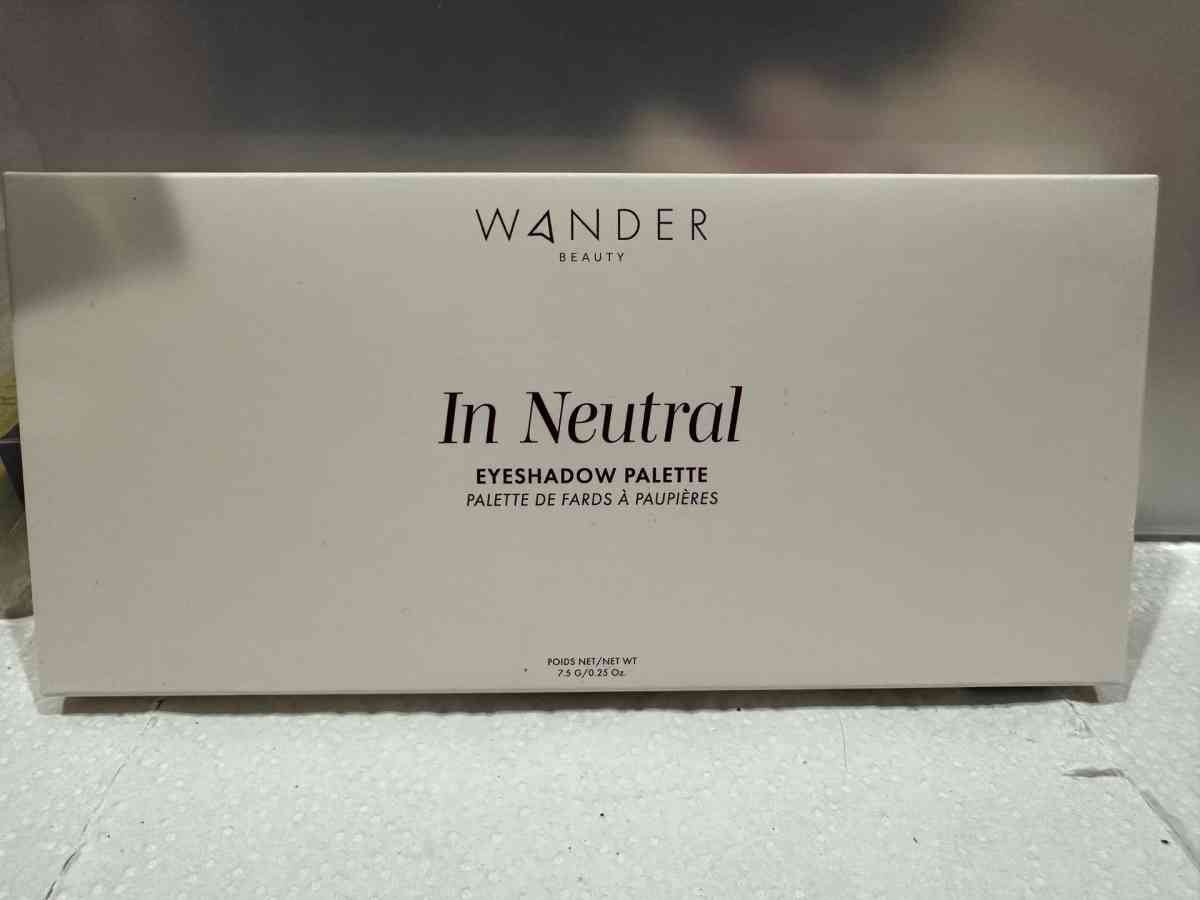 WANDER
BEAUTY
In Neutral
EYESHADOW PALETTE
PALETTE DE FARDS À PAUPIÈRES
POIDS NET/NET WT
7.5 G/0.25 Oz.